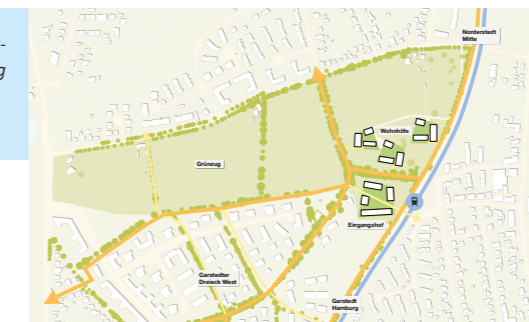 -
g
Norderstedt
Mitte
Wohnhöfe
Grünzug
Eingangshof
Garstedter
Dreieck West
Garstedt
Hamburg